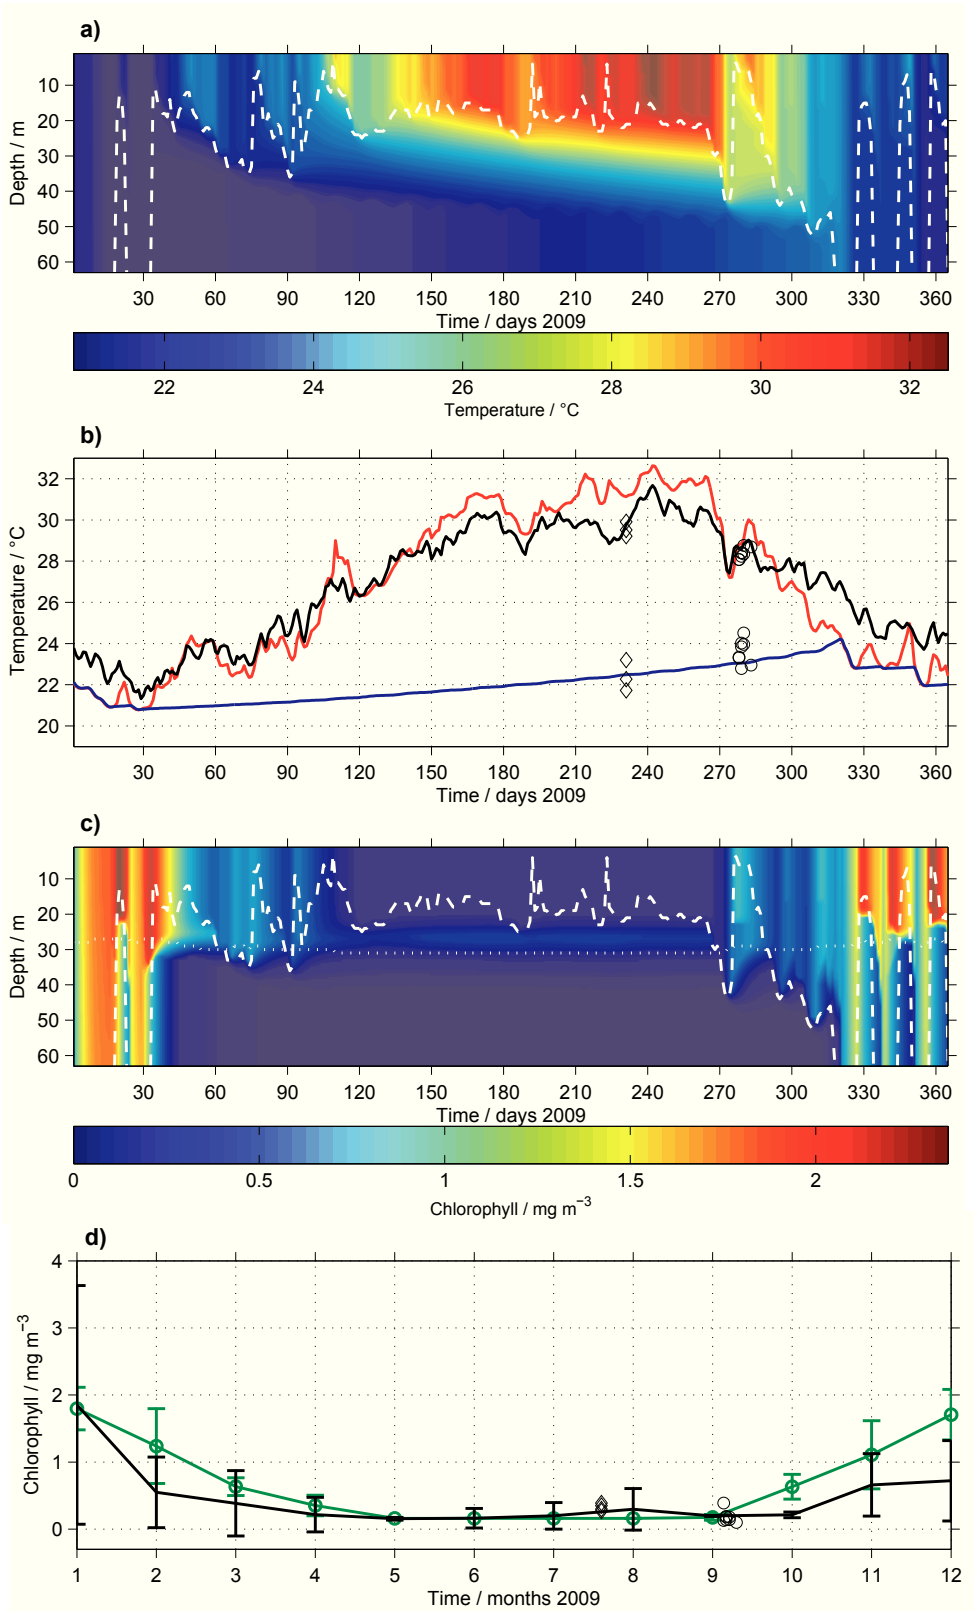 a)
10
20
30
40
50
60
Depth / m
30 60 90 120 150 180 210 240 270 300 330 360
Time / days 2009
22 24 26 28 30 32
Temperature / °C
b)
32
30
28
26
24
22
20
Temperature / °C
30 60 90 120 150 180 210 240 270 300 330 360
Time / days 2009
c)
10
20
30
40
50
60
Depth / m
30 60 90 120 150 180 210 240 270 300 330 360
Time / days 2009
0 0.5 1 1.5 2
Chlorophyll / mg m⁻³
d)
4
3
2
1
0
Chlorophyll / mg m⁻³
1 2 3 4 5 6 7 8 9 10 11 12
Time / months 2009